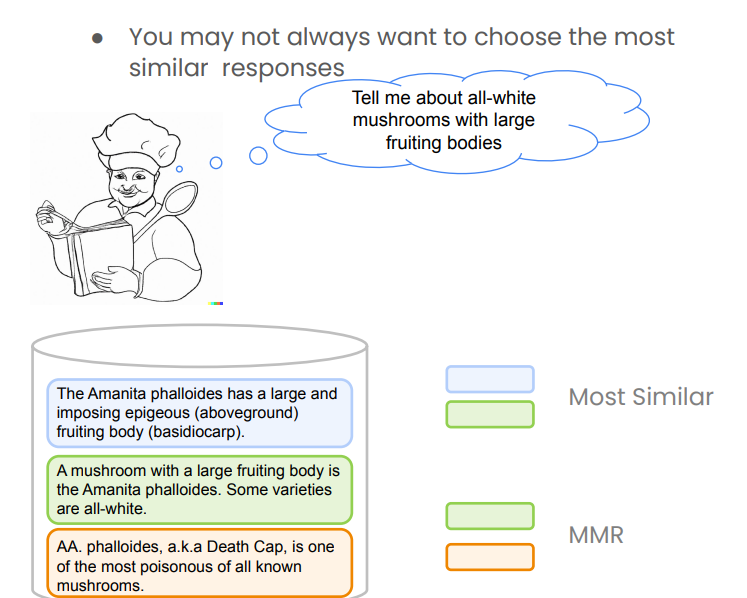 ● You may not always want to choose the most
similar responses
Tell me about all-white
mushrooms with large
fruiting bodies
The Amanita phalloides has a large and
imposing epigeous (aboveground)
fruiting body (basidiocarp).
A mushroom with a large fruiting body is
the Amanita phalloides. Some varieties
are all-white.
AA. phalloides, a.k.a Death Cap, is one
of the most poisonous of all known
mushrooms.
Most Similar
MMR